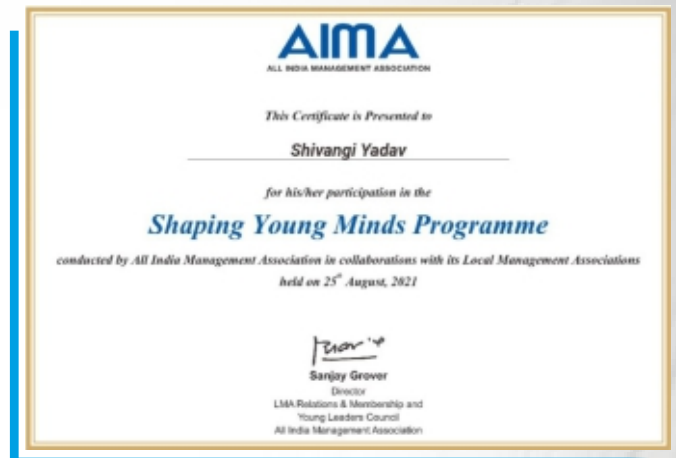 AIMA
ALL INDIA MANAGEMENT ASSOCIATION
This Certificate is Presented to
Shivangi Yadav
for his/her participation in the
Shaping Young Minds Programme
conducted by All India Management Association in collaborations with its Local Management Associations
held on 25th August, 2021
Sanjay Grover
Director
LMA Relations & Membership and
Young Leaders Council
All India Management Association